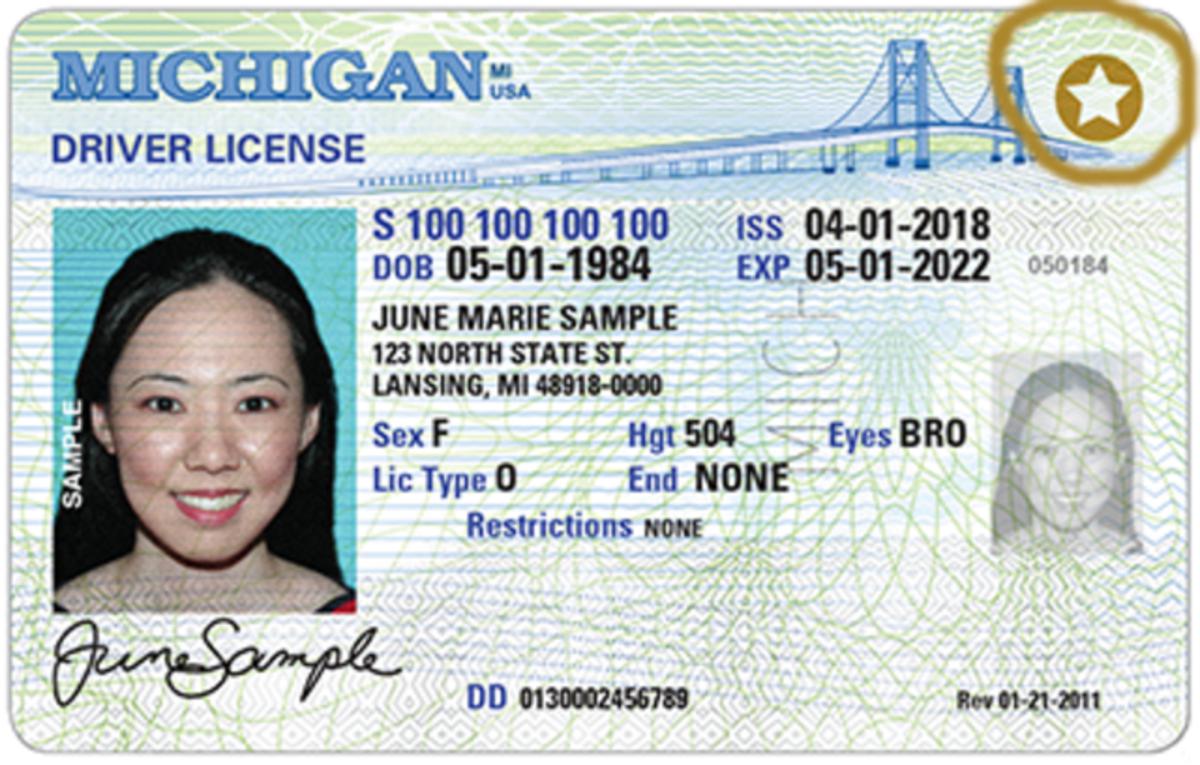 MICHIGAN MI USA
DRIVER LICENSE
S 100 100 100 100 ISS 04-01-2018
DOB 05-01-1984 EXP 05-01-2022 050184
JUNE MARIE SAMPLE
123 NORTH STATE ST.
LANSING, MI 48918-0000
Sex F Hgt 504 Eyes BRO
Lic Type O End NONE
Restrictions NONE
SAMPLE
MICH
June Sample
DD 01300002456789 Rev 01-21-2011